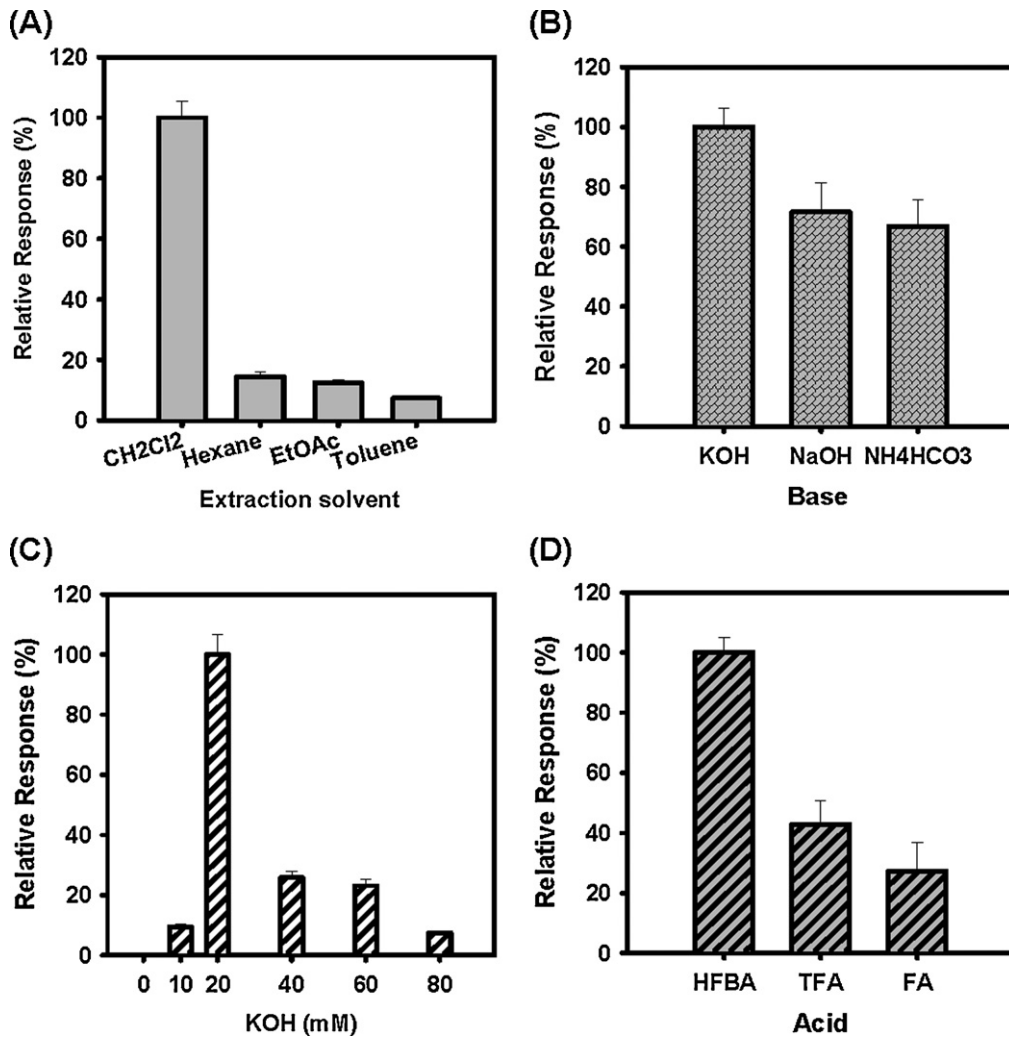 (A)
120
100
80
60
40
20
0
Relative Response (%)
CH2Cl2 Hexane EtOAc Toluene
Extraction solvent
(B)
120
100
80
60
40
20
0
Relative Response (%)
KOH NaOH NH4HCO3
Base
(C)
120
100
80
60
40
20
0
Relative Response (%)
0 10 20 40 60 80
KOH (mM)
(D)
120
100
80
60
40
20
0
Relative Response (%)
HFBA TFA FA
Acid